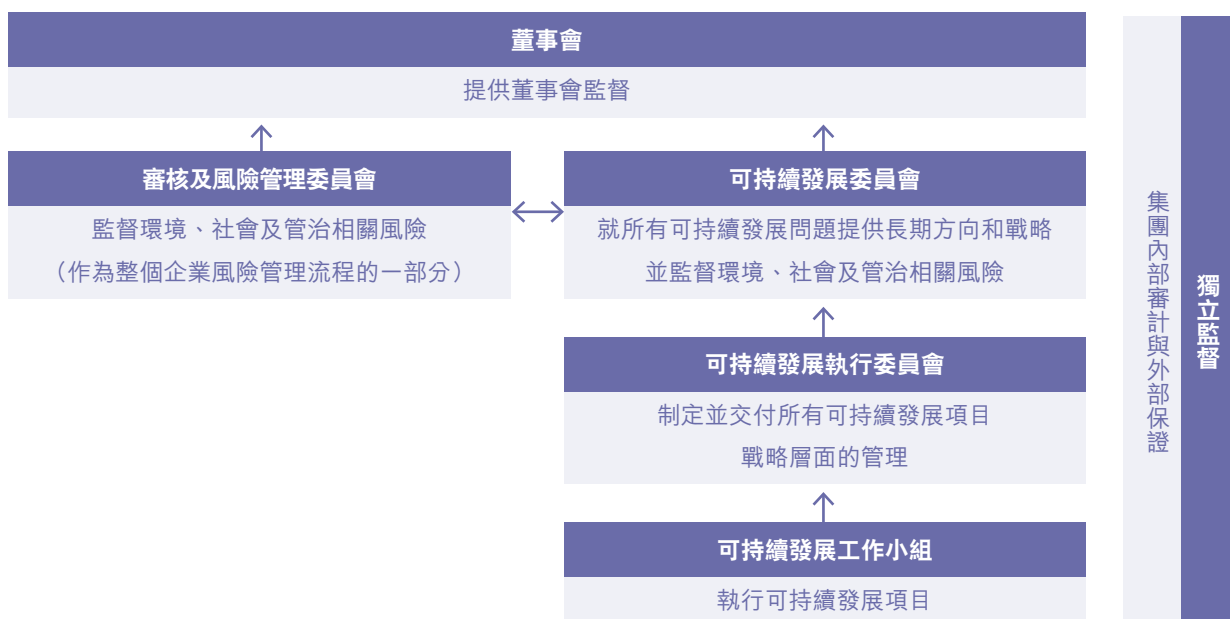 董事會
提供董事會監督
審核及風險管理委員會
監督環境、社會及管治相關風險
（作為整個企業風險管理流程的一部分）
可持續發展委員會
就所有可持續發展問題提供長期方向和戰略
並監督環境、社會及管治相關風險
可持續發展執行委員會
制定並交付所有可持續發展項目
戰略層面的管理
可持續發展工作小組
執行可持續發展項目
集團內部審計與外部保證
獨立監督